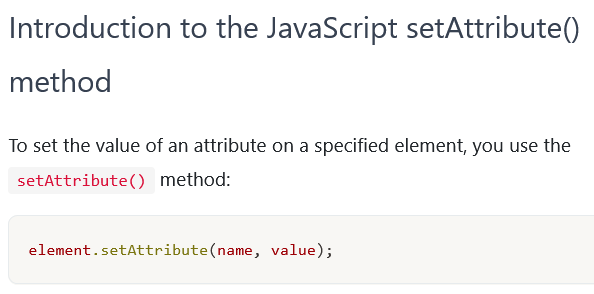 Introduction to the JavaScript setAttribute()
method
To set the value of an attribute on a specified element, you use the
setAttribute() method:
element.setAttribute(name, value);